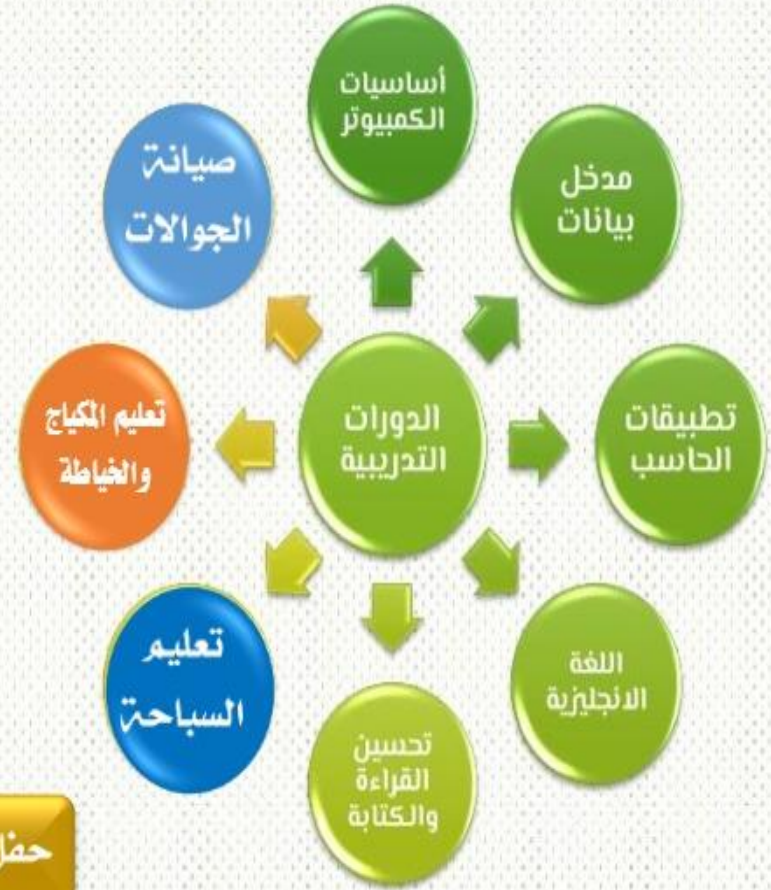 أساسيات
الكمبيوتر
مدخل
بيانات
صيانة
الجوالات
الدورات
التدريبية
تطبيقات
الحاسب
تعليم المكياج
والخياطة
اللغة
الانجليزية
تعليم
السباحة
تحسين
القراءة
والكتابة